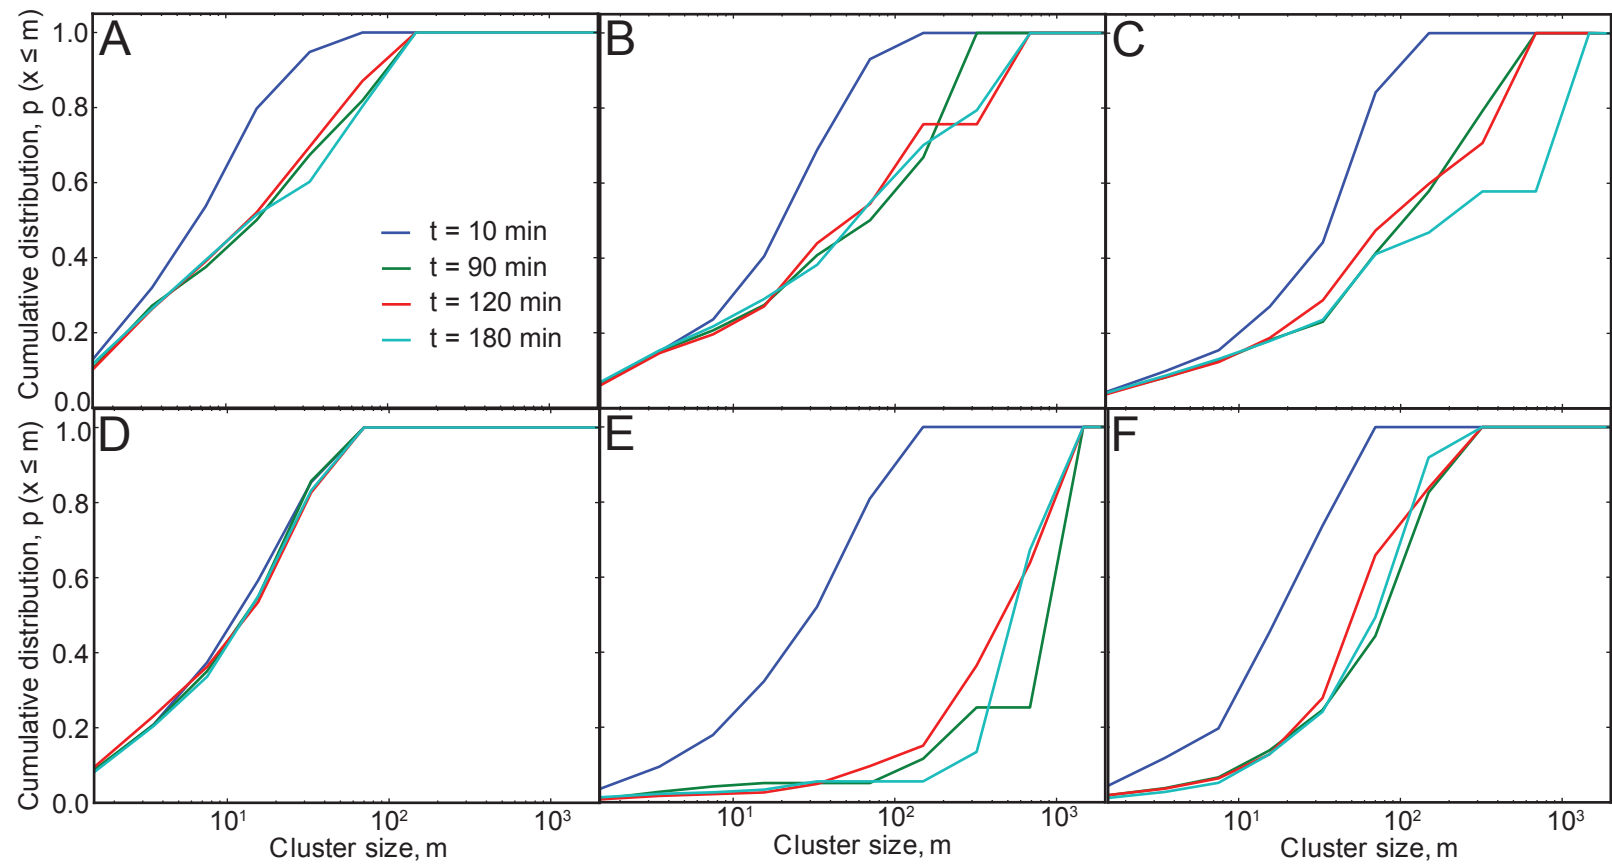 A
B
C
Cumulative distribution, p (x ≤ m)
1.0
0.8
0.6
0.4
0.2
0.0
t = 10 min
t = 90 min
t = 120 min
t = 180 min
D
E
F
Cumulative distribution, p (x ≤ m)
1.0
0.8
0.6
0.4
0.2
0.0
10¹ 10² 10³ 10¹ 10² 10³ 10¹ 10² 10³
Cluster size, m Cluster size, m Cluster size, m